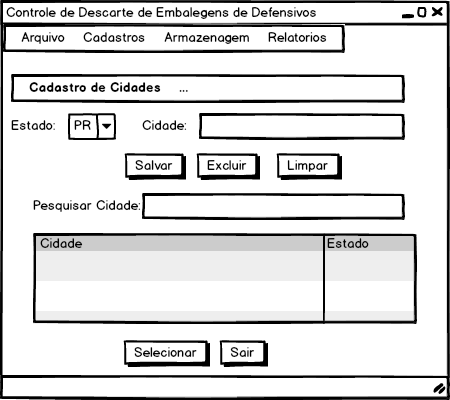 Controle de Descarte de Embalegens de Defensivos
Arquivo Cadastros Armazenagem Relatorios
Cadastro de Cidades ...
Estado: PR Cidade:
Salvar Excluir Limpar
Pesquisar Cidade:
Cidade Estado
Selecionar Sair